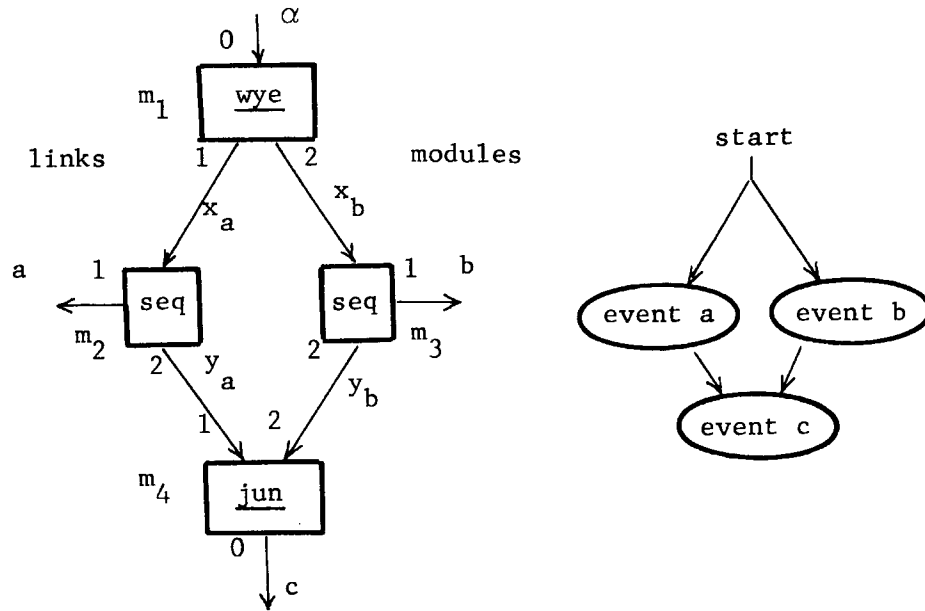 α
0
wye
m1
1
2
links
modules
xa
xb
start
a
1
seq
m2
2
ya
seq
1
b
2
m3
yb
event a
event b
1
2
event c
m4
jun
0
c